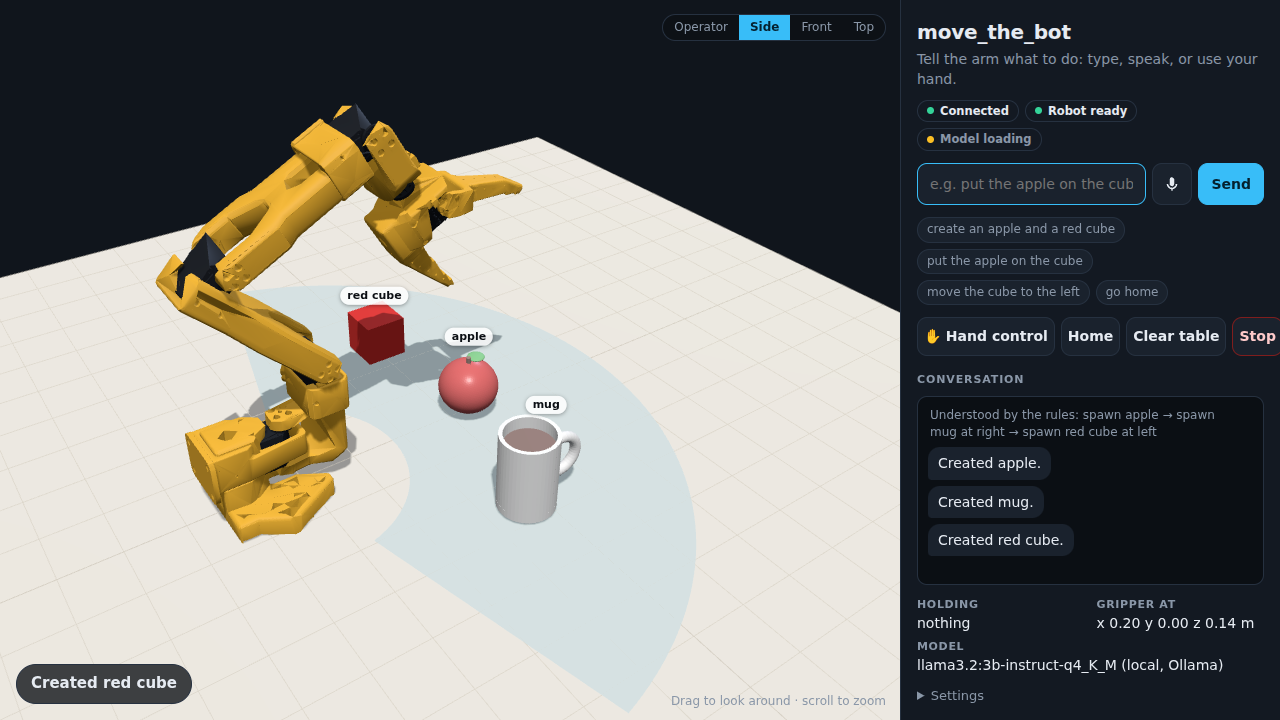 Operator Side Front Top
red cube
apple
mug
Created red cube
Drag to look around · scroll to zoom
move_the_bot
Tell the arm what to do: type, speak, or use your
hand.
Connected Robot ready
Model loading
e.g. put the apple on the cub
Send
create an apple and a red cube
put the apple on the cube
move the cube to the left go home
✋ Hand control Home Clear table Stop
CONVERSATION
Understood by the rules: spawn apple → spawn
mug at right → spawn red cube at left
Created apple.
Created mug.
Created red cube.
HOLDING GRIPPER AT
nothing x 0.20 y 0.00 z 0.14 m
MODEL
llama3.2:3b-instruct-q4_K_M (local, Ollama)
▶ Settings